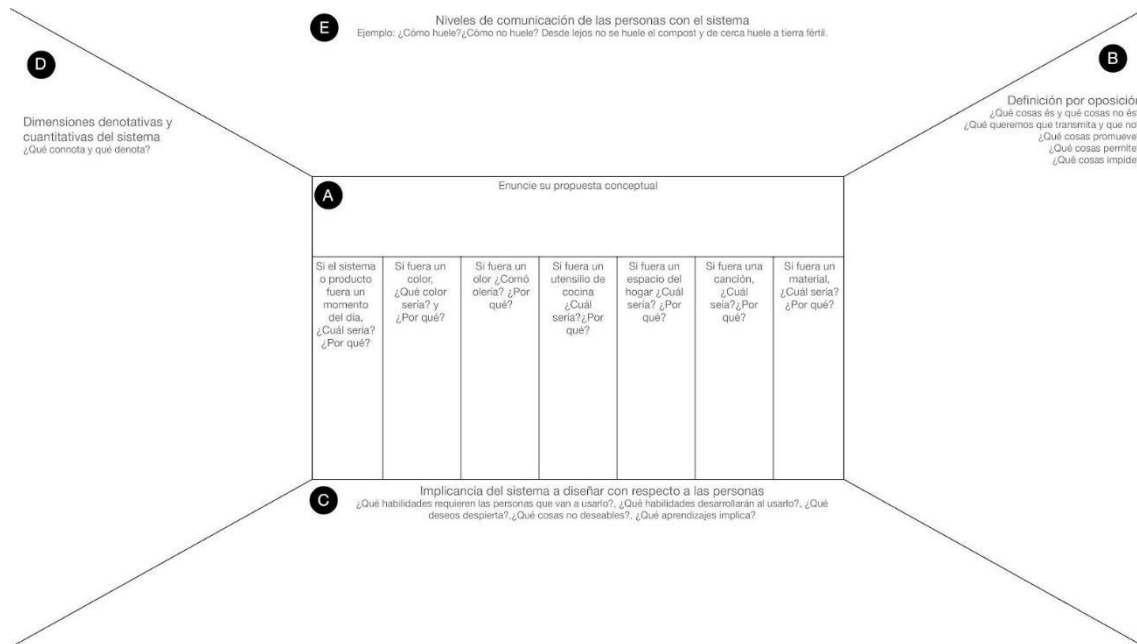 E
Niveles de comunicación de las personas con el sistema
Ejemplo: ¿Cómo huele?¿Cómo no huele? Desde lejos no se huele el compost y de cerca huele a tierra fértil.
D
Dimensiones denotativas y
cuantitativas del sistema
¿Qué connota y qué denota?
B
Definición por oposición
¿Qué cosas és y qué cosas no és
¿Qué queremos que transmita y que no
¿Qué cosas promueve
¿Qué cosas permite
¿Qué cosas impide
A
Enuncie su propuesta conceptual
Si el sistema
o producto
fuera un
momento
del día,
¿Cuál sería?
¿Por qué?
Si fuera un
color,
¿Qué color
sería? y
¿Por qué?
Si fuera un
olor ¿Comó
olería? ¿Por
qué?
Si fuera un
utensilio de
cocina
¿Cuál
sería?¿Por
qué?
Si fuera un
espacio del
hogar ¿Cuál
sería? ¿Por
qué?
Si fuera una
canción,
¿Cuál
seía?¿Por
qué?
Si fuera un
material,
¿Cuál sería?
¿Por qué?
C
Implicancia del sistema a diseñar con respecto a las personas
¿Qué habilidades requieren las personas que van a usarlo?, ¿Qué habilidades desarrollarán al usarlo?, ¿Qué
deseos despierta?,¿Qué cosas no deseables?, ¿Qué aprendizajes implica?